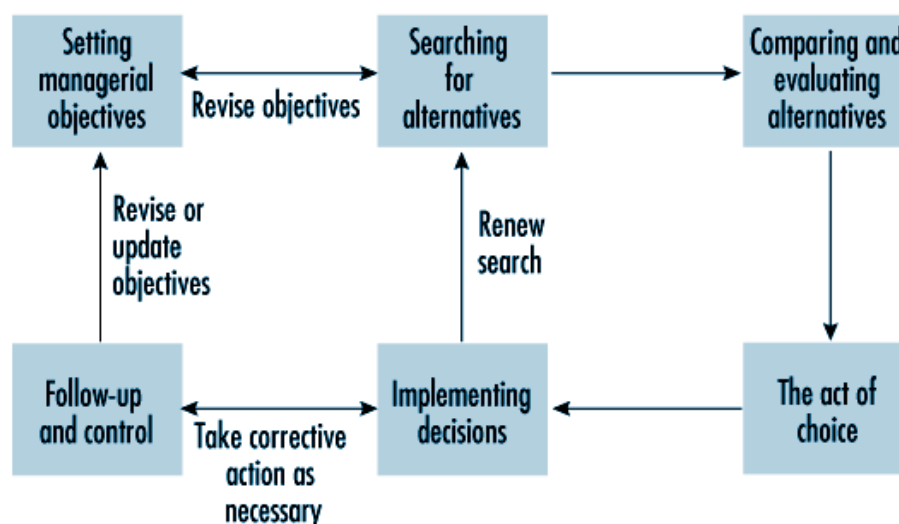 Setting
managerial
objectives
Revise objectives
Searching
for
alternatives
Comparing and
evaluating
alternatives
Revise or
update
objectives
Renew
search
Follow-up
and control
Take corrective
action as
necessary
Implementing
decisions
The act of
choice